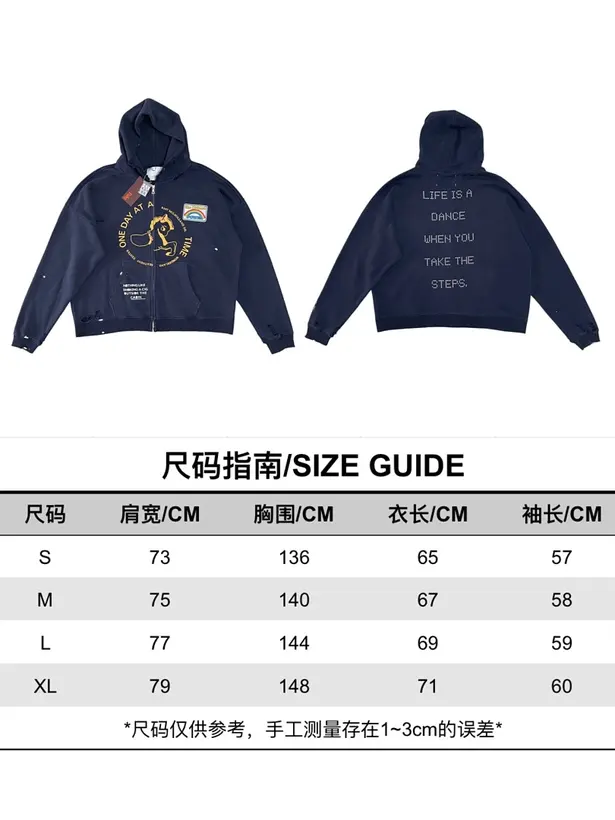 ONE DAY AT A TIME
LIFE IS A
DANCE
WHEN YOU
TAKE THE
STEPS.
尺码指南/SIZE GUIDE
尺码 肩宽/CM 胸围/CM 衣长/CM 袖长/CM
S 73 136 65 57
M 75 140 67 58
L 77 144 69 59
XL 79 148 71 60
*尺码仅供参考，手工测量存在1~3cm的误差*